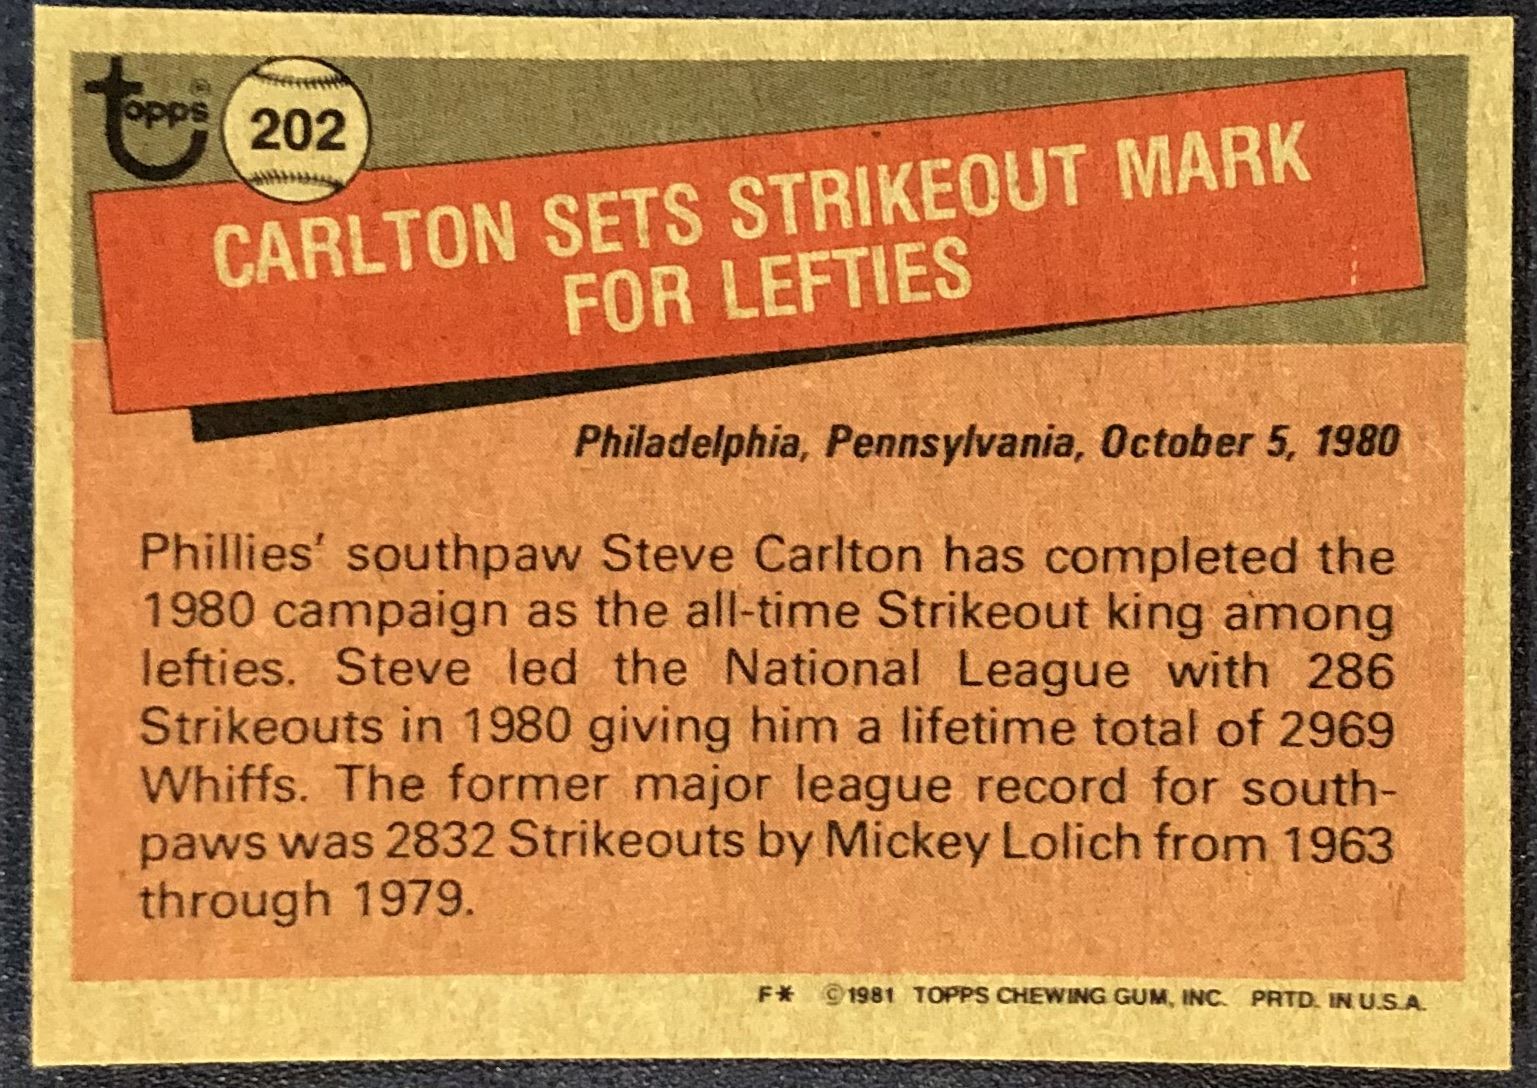 Topps®
202
CARLTON SETS STRIKEOUT MARK
FOR LEFTIES
Philadelphia, Pennsylvania, October 5, 1980
Phillies' southpaw Steve Carlton has completed the
1980 campaign as the all-time Strikeout king among
lefties. Steve led the National League with 286
Strikeouts in 1980 giving him a lifetime total of 2969
Whiffs. The former major league record for south-
paws was 2832 Strikeouts by Mickey Lolich from 1963
through 1979.
F* ©1981 TOPPS CHEWING GUM, INC. PRTD. IN U.S.A.